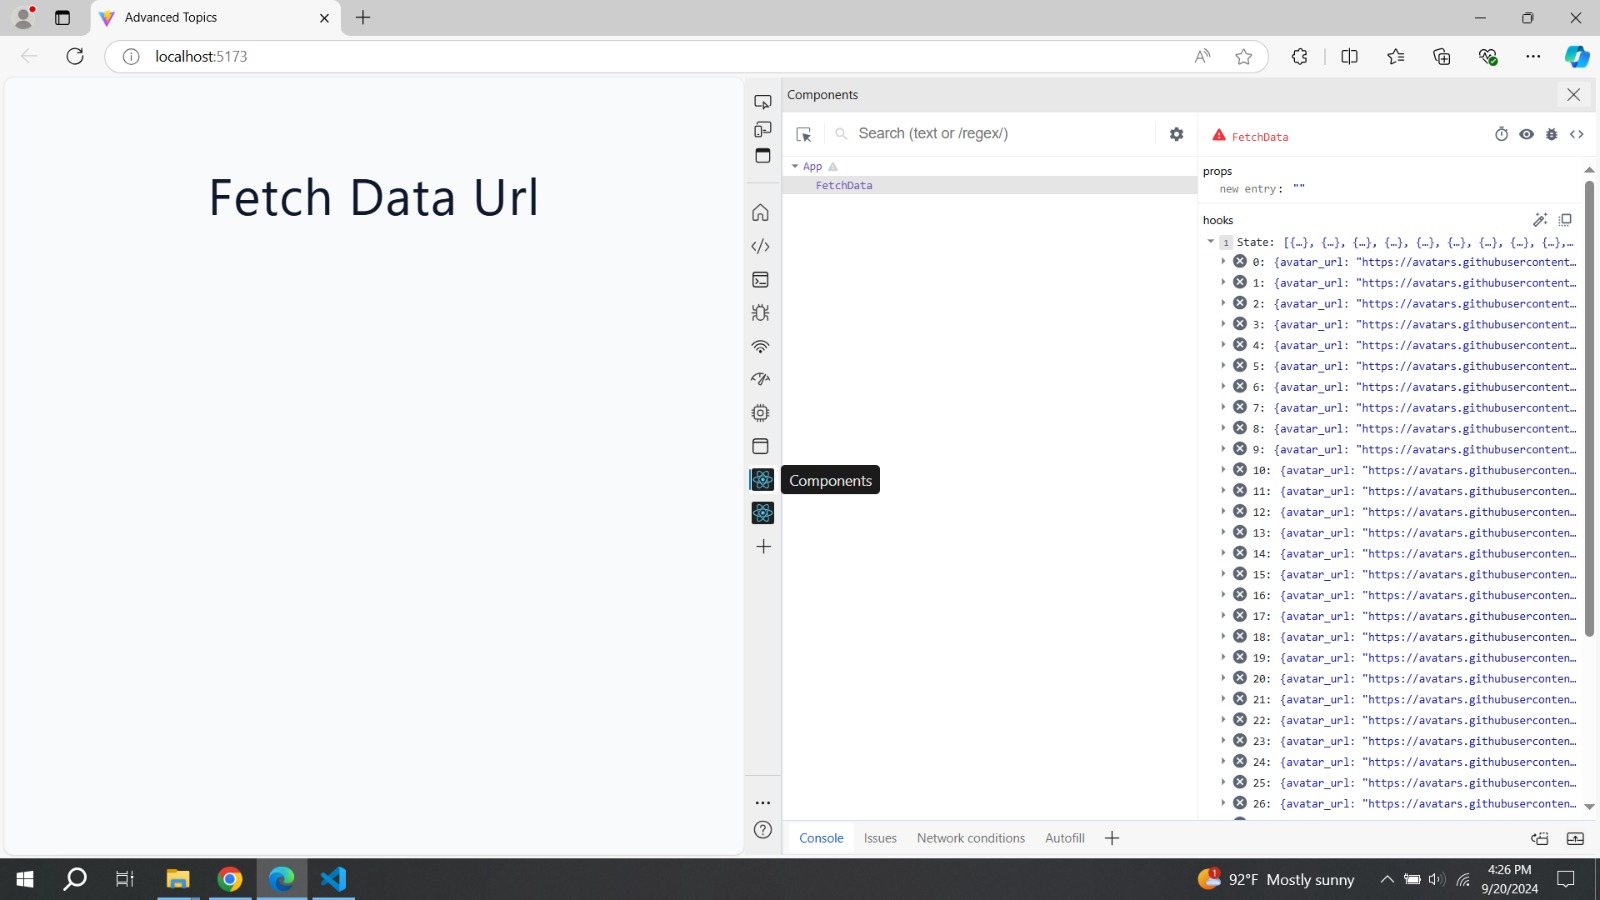 Advanced Topics
localhost:5173
Fetch Data Url
Components
Search (text or /regex/)
FetchData
App
FetchData
props
new entry: ""
hooks
1 State: [{…}, {…}, {…}, {…}, {…}, {…}, {…}, {…}, {…},…
0: {avatar_url: "https://avatars.githubusercontent…
1: {avatar_url: "https://avatars.githubusercontent…
2: {avatar_url: "https://avatars.githubusercontent…
3: {avatar_url: "https://avatars.githubusercontent…
4: {avatar_url: "https://avatars.githubusercontent…
5: {avatar_url: "https://avatars.githubusercontent…
6: {avatar_url: "https://avatars.githubusercontent…
7: {avatar_url: "https://avatars.githubusercontent…
8: {avatar_url: "https://avatars.githubusercontent…
9: {avatar_url: "https://avatars.githubusercontent…
10: {avatar_url: "https://avatars.githubuserconten…
11: {avatar_url: "https://avatars.githubuserconten…
12: {avatar_url: "https://avatars.githubuserconten…
13: {avatar_url: "https://avatars.githubuserconten…
14: {avatar_url: "https://avatars.githubuserconten…
15: {avatar_url: "https://avatars.githubuserconten…
16: {avatar_url: "https://avatars.githubuserconten…
17: {avatar_url: "https://avatars.githubuserconten…
18: {avatar_url: "https://avatars.githubuserconten…
19: {avatar_url: "https://avatars.githubuserconten…
20: {avatar_url: "https://avatars.githubuserconten…
21: {avatar_url: "https://avatars.githubuserconten…
22: {avatar_url: "https://avatars.githubuserconten…
23: {avatar_url: "https://avatars.githubuserconten…
24: {avatar_url: "https://avatars.githubuserconten…
25: {avatar_url: "https://avatars.githubuserconten…
26: {avatar_url: "https://avatars.githubuserconten…
Components
Console Issues Network conditions Autofill
1 92°F Mostly sunny
4:26 PM
9/20/2024